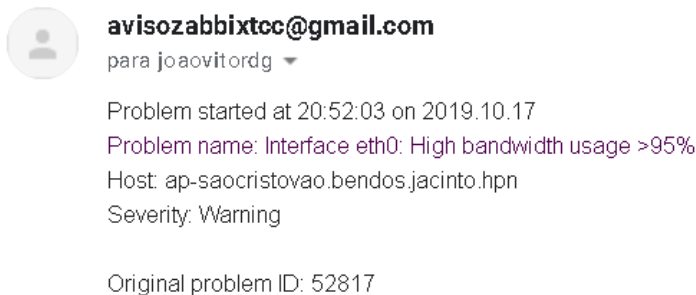 avisozabbixtcc@gmail.com
para joaovitordg
Problem started at 20:52:03 on 2019.10.17
Problem name: Interface eth0: High bandwidth usage >95%
Host: ap-saocristovao.bendos.jacinto.hpn
Severity: Warning
Original problem ID: 52817